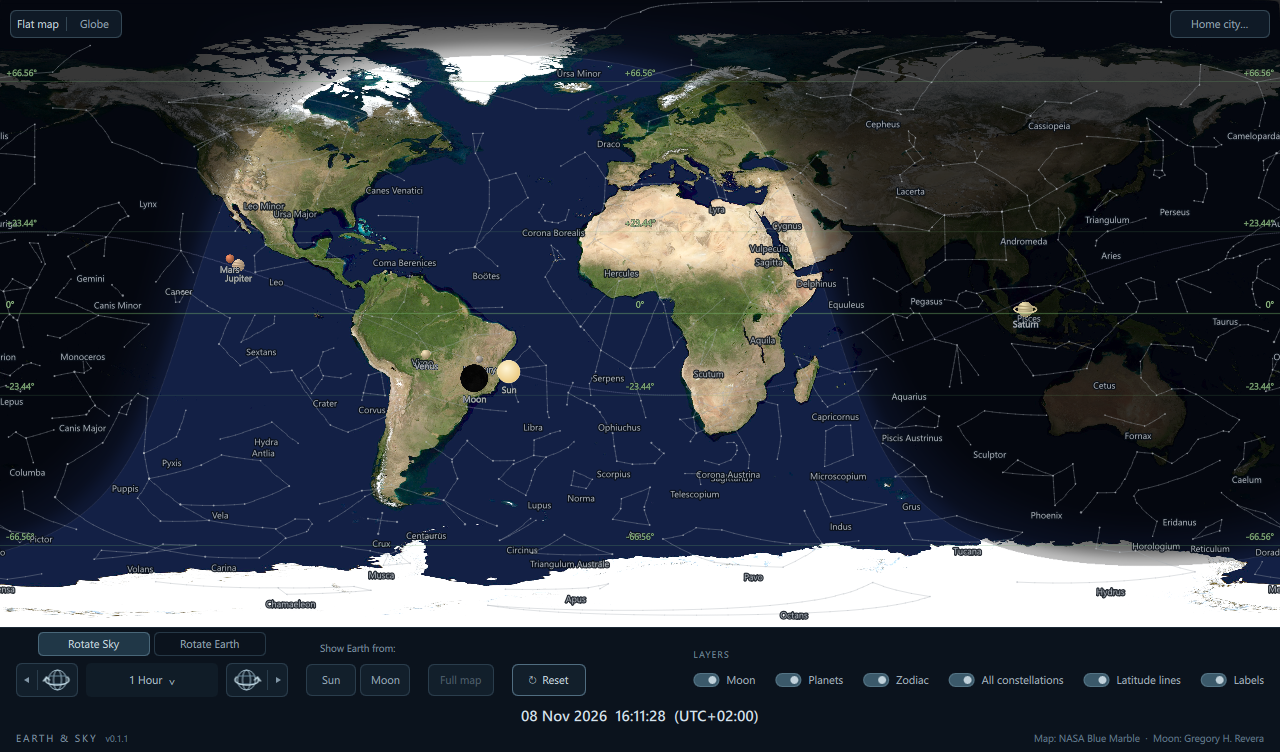 Flat map Globe
Home city...
+66.56° Ursa Minor +66.56° +66.56°
Cepheus Cassiopeia
Cameloparda
Draco
Canes Venatici Lacerta
Lynx Leo Minor Ursa Major Lyra Triangulum Perseus
+23.44° +23.44° +23.44°
Corona Borealis Cygnus
Andromeda
Vulpecula
Coma Berenices Sagitta Aries
Mars Hercules
Gemini Jupiter Leo Boötes Delphinus
Cancer
Canis Minor 0° 0° Equuleus Pegasus 0°
Pisces
Saturn Taurus
Aquila
Monoceros Sextans
Virgo
Venus
Scutum
Serpens
-23.44° -23.44° Cetus -23.44°
Sun
Moon
Lepus Crater Corvus Aquarius
Capricornus
Canis Major Libra Ophiuchus Piscis Austrinus Fornax
Hydra
Antlia Sculptor
Pyxis
Columba Scorpius Corona Austrina Microscopium
Sagittarius
Caelum
Puppis Norma Telescopium
Lupus Grus
Vela Phoenix
Indus Eridanus
-66.56° -66.56° -66.56°
Centaurus
Crux Circinus Tucana Horologium Reticulum Dorad
Volans Carina Triangulum Australe
Musca Pavo
Hydrus
Chamaeleon Apus
Octans
Rotate Sky Rotate Earth
Show Earth from:
LAYERS
1 Hour Sun Moon Full map Reset
Moon Planets Zodiac All constellations Latitude lines Labels
08 Nov 2026 16:11:28 (UTC+02:00)
EARTH & SKY v0.1.1
Map: NASA Blue Marble · Moon: Gregory H. Revera